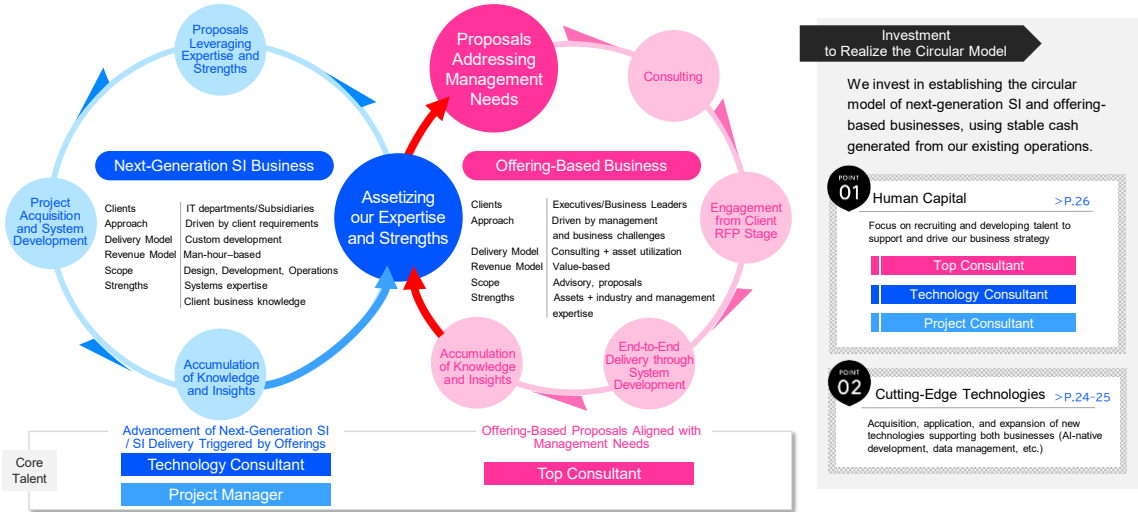 Proposals
Leveraging
Expertise and
Strengths
Project
Acquisition
and System
Development
Accumulation
of Knowledge
and Insights
Next-Generation SI Business
Clients IT departments/Subsidiaries
Approach Driven by client requirements
Delivery Model Custom development
Revenue Model Man-hour–based
Scope Design, Development, Operations
Strengths Systems expertise
Client business knowledge
Assetizing
our Expertise
and Strengths
Proposals
Addressing
Management
Needs
Consulting
Engagement
from Client
RFP Stage
End-to-End
Delivery through
System
Development
Accumulation
of Knowledge
and Insights
Offering-Based Business
Clients Executives/Business Leaders
Approach Driven by management
and business challenges
Delivery Model Consulting + asset utilization
Revenue Model Value-based
Scope Advisory, proposals
Strengths Assets + industry and management
expertise
Core
Talent
Advancement of Next-Generation SI
/ SI Delivery Triggered by Offerings
Technology Consultant
Project Manager
Offering-Based Proposals Aligned with
Management Needs
Top Consultant
Investment
to Realize the Circular Model
We invest in establishing the circular
model of next-generation SI and offering-
based businesses, using stable cash
generated from our existing operations.
POINT
01
Human Capital >P.26
Focus on recruiting and developing talent to
support and drive our business strategy
Top Consultant
Technology Consultant
Project Consultant
POINT
02
Cutting-Edge Technologies >P.24-25
Acquisition, application, and expansion of new
technologies supporting both businesses (AI-native
development, data management, etc.)